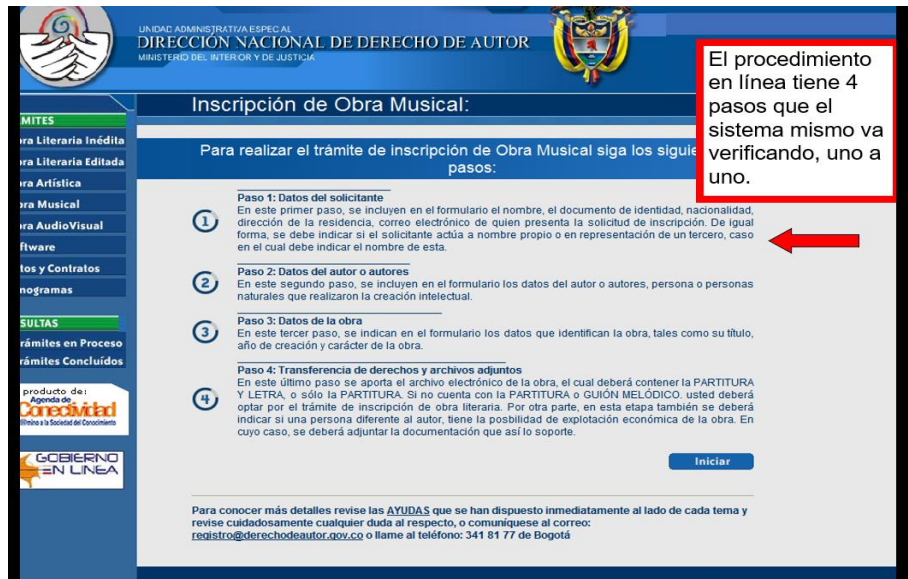 UNIDAD ADMINISTRATIVA ESPECIAL
DIRECCIÓN NACIONAL DE DERECHO DE AUTOR
MINISTERIO DEL INTERIOR Y DE JUSTICIA
El procedimiento
en línea tiene 4
pasos que el
sistema mismo va
verificando, uno a
uno.
Inscripción de Obra Musical:
MITES
ra Literaria Inédita
ra Literaria Editada
ra Artística
ra Musical
ra AudioVisual
ftware
tos y Contratos
nogramas
SULTAS
rámites en Proceso
rámites Concluídos
producto de:
Agenda de
Conectividad
GOBIERNO
EN LINEA
Para realizar el trámite de inscripción de Obra Musical siga los siguie
pasos:
1
Paso 1: Datos del solicitante
En este primer paso, se incluyen en el formulario el nombre, el documento de identidad, nacionalidad,
dirección de la residencia, correo electrónico de quien presenta la solicitud de inscripción. De igual
forma, se debe indicar si el solicitante actúa a nombre propio o en representación de un tercero, caso
en el cual debe indicar el nombre de esta.
2
Paso 2: Datos del autor o autores
En este segundo paso, se incluyen en el formulario los datos del autor o autores, persona o personas
naturales que realizaron la creación intelectual.
3
Paso 3: Datos de la obra
En este tercer paso, se indican en el formulario los datos que identifican la obra, tales como su título,
año de creación y carácter de la obra.
4
Paso 4: Transferencia de derechos y archivos adjuntos
En este último paso se aporta el archivo electrónico de la obra, el cual deberá contener la PARTITURA
Y LETRA, o sólo la PARTITURA. Si no cuenta con la PARTITURA o GUIÓN MELÓDICO. usted deberá
optar por el trámite de inscripción de obra literaria. Por otra parte, en esta etapa también se deberá
indicar si una persona diferente al autor, tiene la posbilidad de explotación económica de la obra. En
cuyo caso, se deberá adjuntar la documentación que así lo soporte.
Iniciar
Para conocer más detalles revise las AYUDAS que se han dispuesto inmediatamente al lado de cada tema y
revise cuidadosamente cualquier duda al respecto, o comuníquese al correo:
registro@derechodeautor.gov.co o llame al teléfono: 341 81 77 de Bogotá